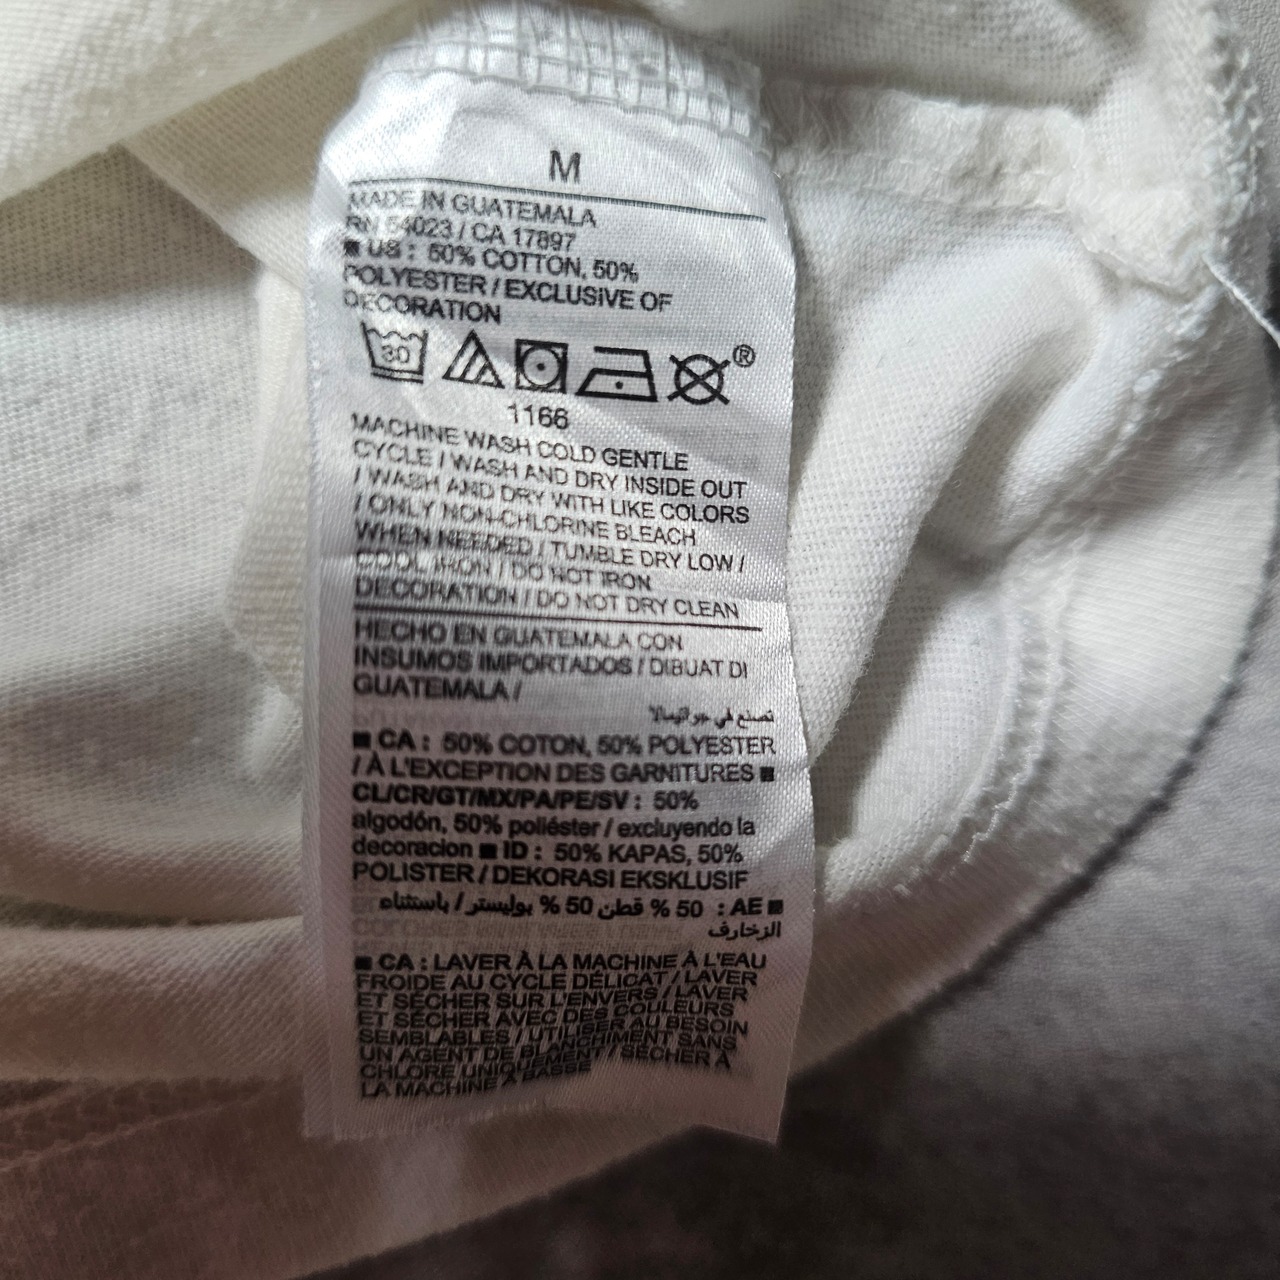 M
MADE IN GUATEMALA
RN 54023 / CA 17897
■ US : 50% COTTON, 50%
POLYESTER / EXCLUSIVE OF
DECORATION
30
®
1166
MACHINE WASH COLD GENTLE
CYCLE / WASH AND DRY INSIDE OUT
/ WASH AND DRY WITH LIKE COLORS
/ ONLY NON-CHLORINE BLEACH
WHEN NEEDED / TUMBLE DRY LOW /
COOL IRON / DO NOT IRON
DECORATION / DO NOT DRY CLEAN
HECHO EN GUATEMALA CON
INSUMOS IMPORTADOS / DIBUAT DI
GUATEMALA /
تصنع في جواتيمالا
■ CA : 50% COTON, 50% POLYESTER
/ À L'EXCEPTION DES GARNITURES ■
CL/CR/GT/MX/PA/PE/SV : 50%
algodón, 50% poliéster / excluyendo la
decoracion ■ ID : 50% KAPAS, 50%
POLISTER / DEKORASI EKSKLUSIF
■ AE : 50 % قطن 50 % بوليستر / باستثناء
الزخارف
■ CA : LAVER À LA MACHINE À L'EAU
FROIDE AU CYCLE DÉLICAT / LAVER
ET SÉCHER SUR L'ENVERS / LAVER
ET SÉCHER AVEC DES COULEURS
SEMBLABLES / UTILISER AU BESOIN
UN AGENT DE BLANCHIMENT SANS
CHLORE UNIQUEMENT / SÉCHER À
LA MACHINE À BASSE